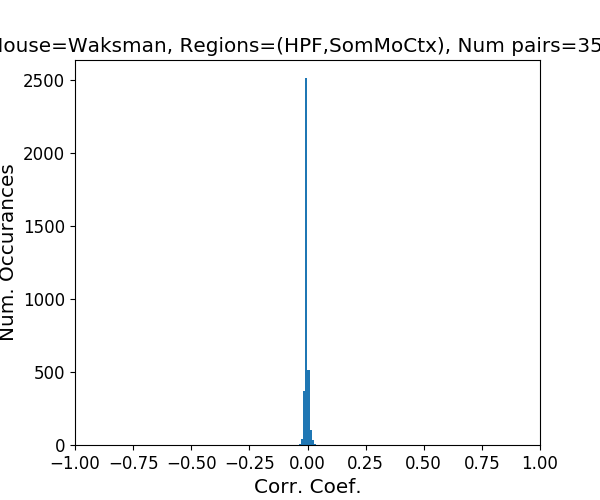 Mouse=Waksman, Regions=(HPF,SomMoCtx), Num pairs=35
2500
2000
1500
1000
500
0
Num. Occurances
−1.00 −0.75 −0.50 −0.25 0.00 0.25 0.50 0.75 1.00
Corr. Coef.